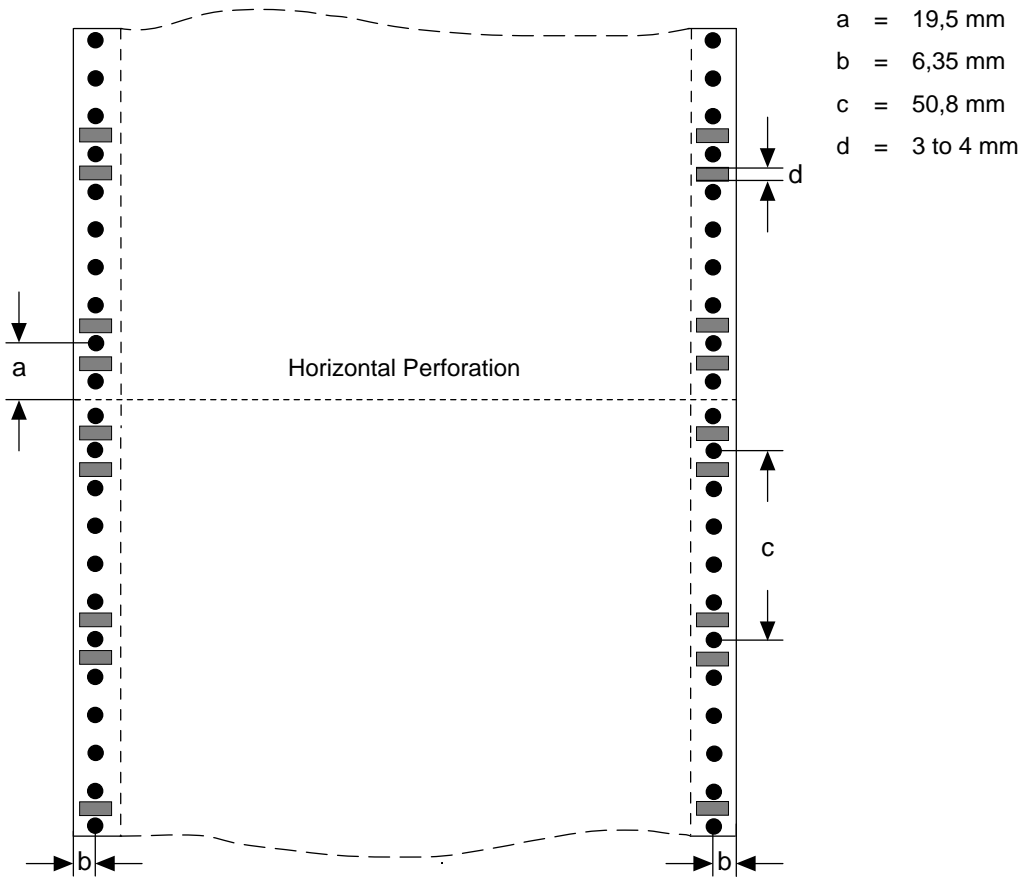 a = 19,5 mm
b = 6,35 mm
c = 50,8 mm
d = 3 to 4 mm
d
a
Horizontal Perforation
c
b
b